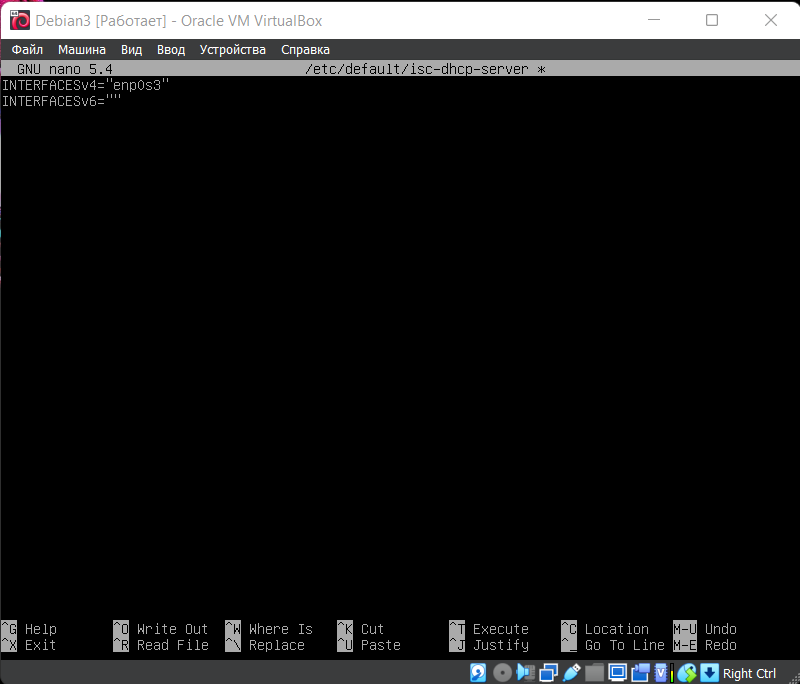 Debian3 [Работает] - Oracle VM VirtualBox
Файл Машина Вид Ввод Устройства Справка
GNU nano 5.4 /etc/default/isc-dhcp-server *
INTERFACESv4="enp0s3"
INTERFACESv6=""
^G Help ^O Write Out ^W Where Is ^K Cut ^T Execute ^C Location M-U Undo
^X Exit ^R Read File ^\ Replace ^U Paste ^J Justify ^_ Go To Line M-E Redo
Right Ctrl